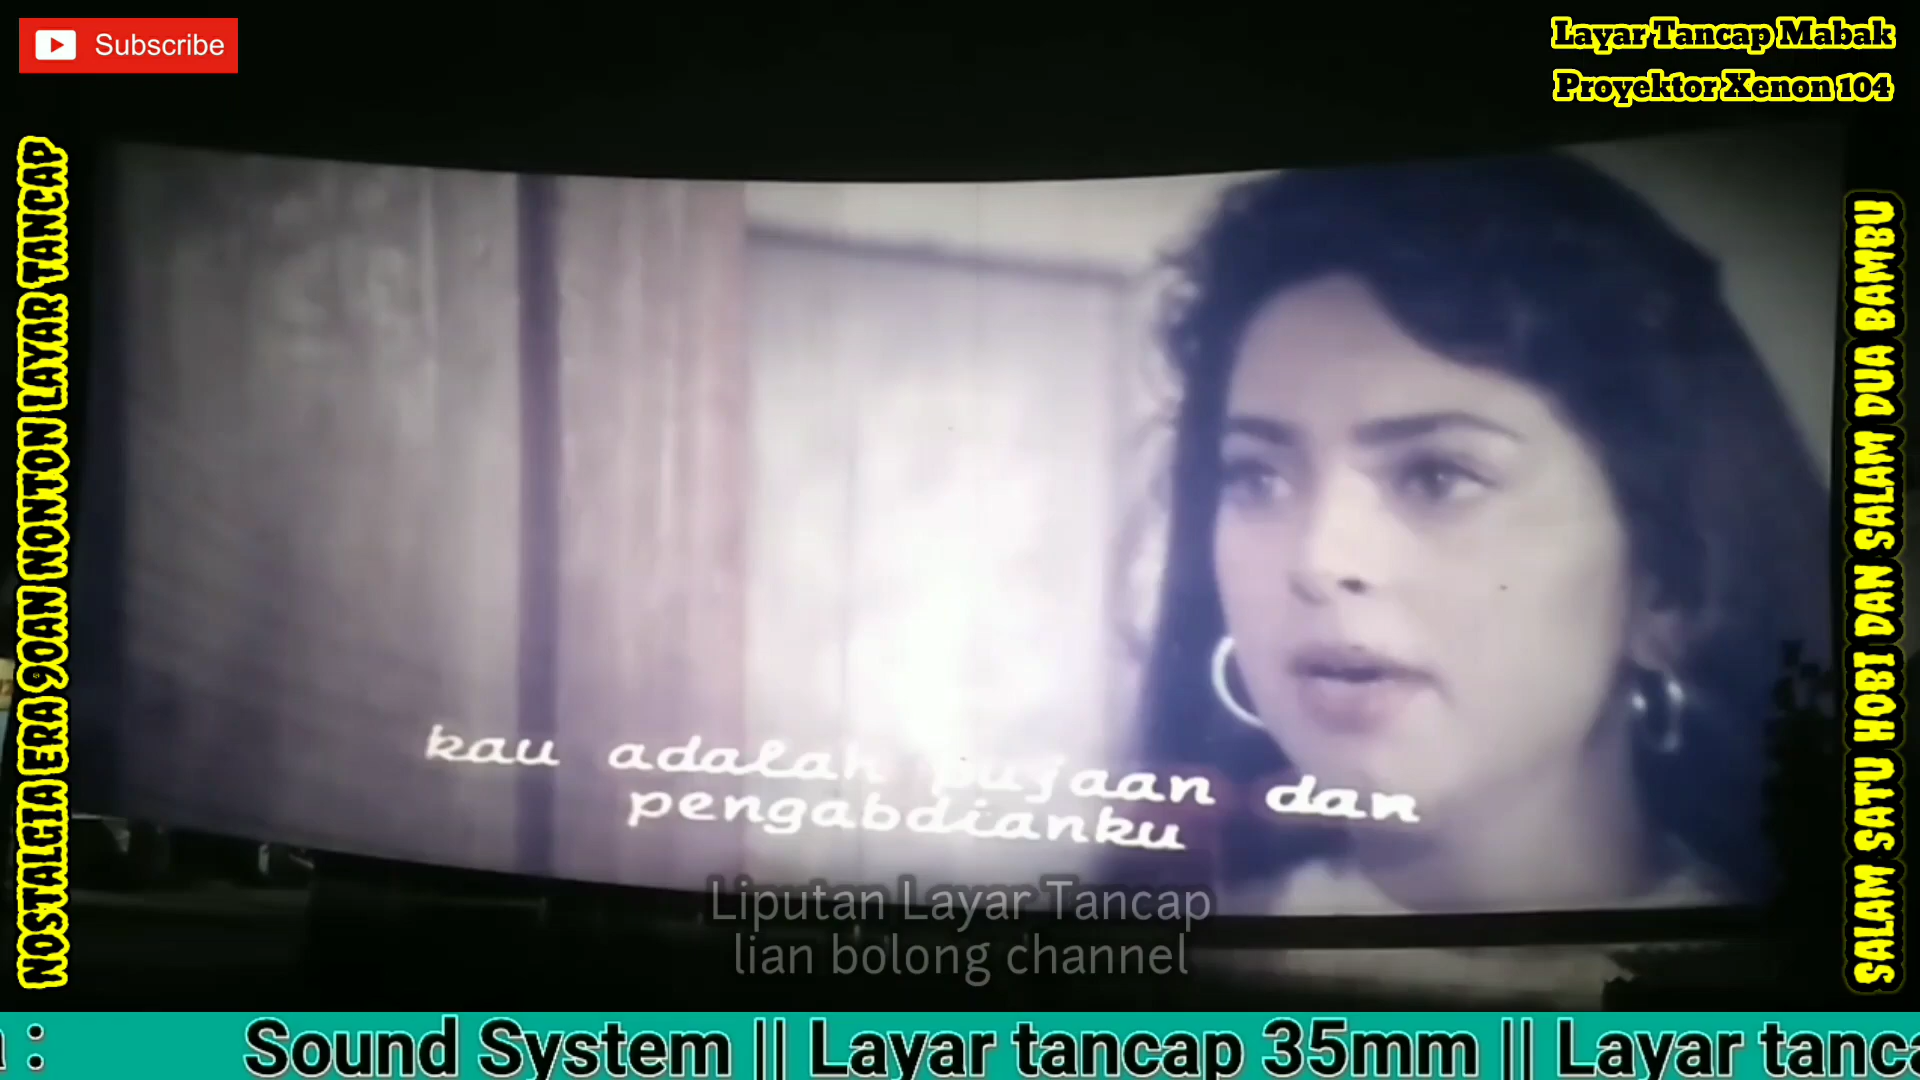 Subscribe
Layar Tancap Mabak
Proyektor Xenon 104
NOSTALGIA ERA 90AN NONTON LAYAR TANCAP
SALAM SATU HOBI DAN SALAM DUA BAMBU
kau adalah pujaan dan
pengabdianku
Liputan Layar Tancap
lian bolong channel
: Sound System || Layar tancap 35mm || Layar tanca